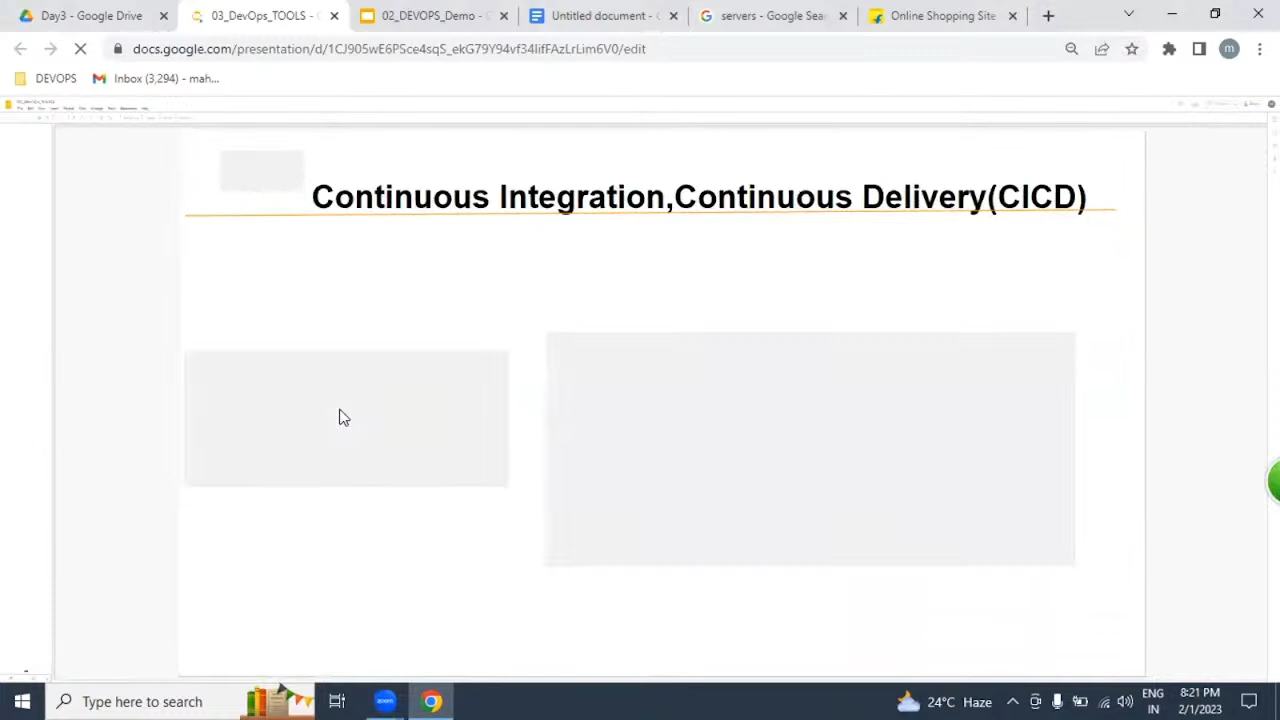 Day3 - Google Drive
03_DevOps_TOOLS - G
02_DEVOPS_Demo - G
Untitled document - G
servers - Google Sea
Online Shopping Site
docs.google.com/presentation/d/1CJ905wE6PSce4sqS_ekG79Y94vf34IifFAzLrLim6V0/edit
m
DEVOPS
Inbox (3,294) - mah...
Continuous Integration,Continuous Delivery(CICD)
Type here to search
zoom
24°C Haze
ENG
IN
8:21 PM
2/1/2023